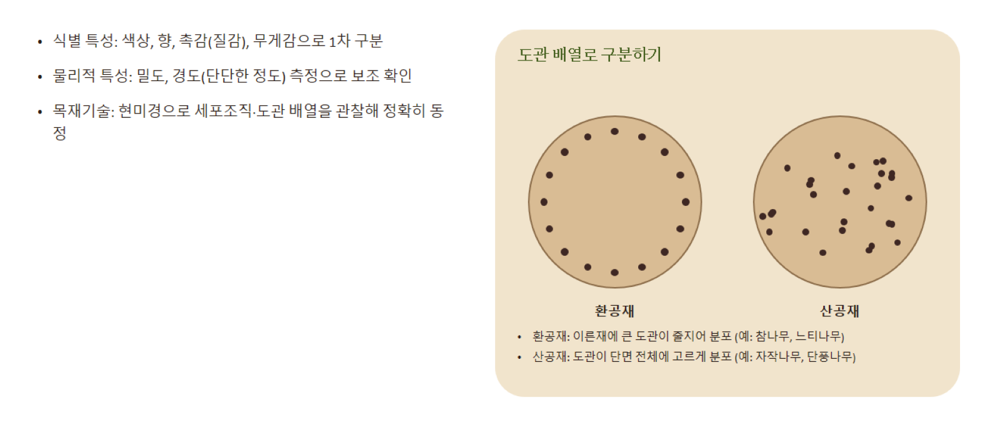 • 식별 특성: 색상, 향, 촉감(질감), 무게감으로 1차 구분
• 물리적 특성: 밀도, 경도(단단한 정도) 측정으로 보조 확인
• 목재기술: 현미경으로 세포조직·도관 배열을 관찰해 정확히 동
정
도관 배열로 구분하기
환공재
산공재
• 환공재: 이른재에 큰 도관이 줄지어 분포 (예: 참나무, 느티나무)
• 산공재: 도관이 단면 전체에 고르게 분포 (예: 자작나무, 단풍나무)